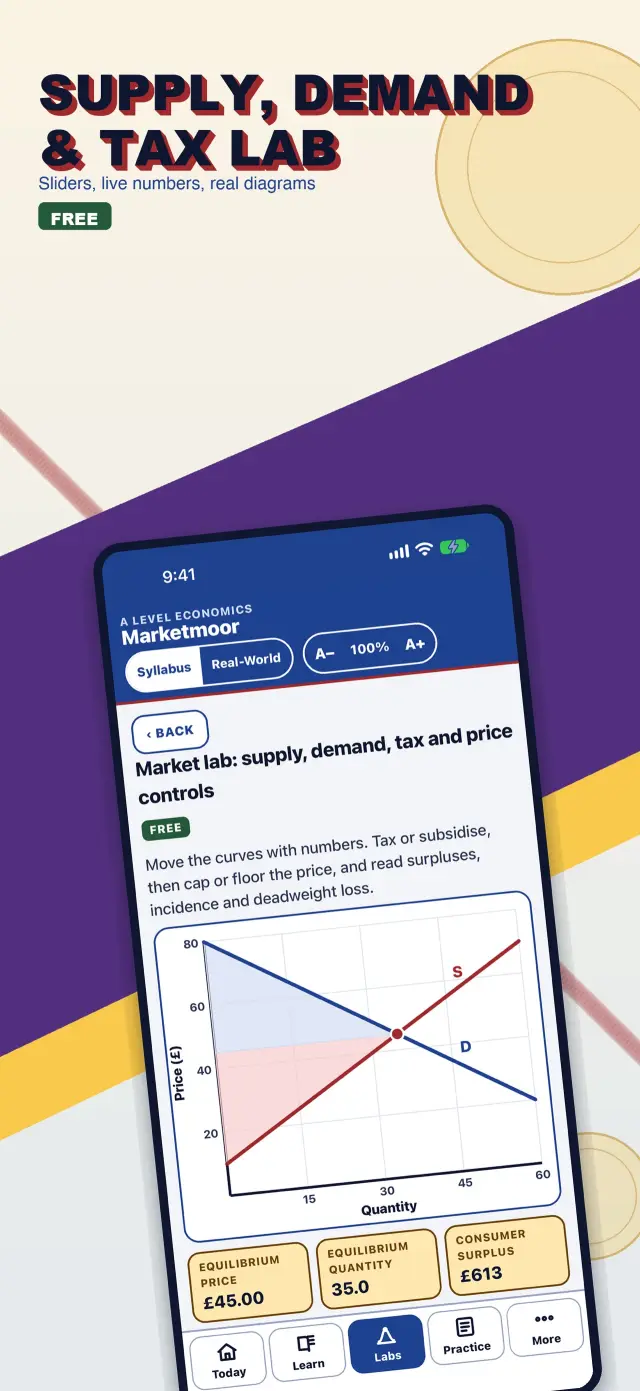 SUPPLY, DEMAND
& TAX LAB
Sliders, live numbers, real diagrams
FREE
9:41
A LEVEL ECONOMICS
Marketmoor
Syllabus
Real-World
A−
100%
A+
‹ BACK
Market lab: supply, demand, tax and price
controls
FREE
Move the curves with numbers. Tax or subsidise,
then cap or floor the price, and read surpluses,
incidence and deadweight loss.
80
60
40
20
Price (£)
S
D
15
30
45
60
Quantity
EQUILIBRIUM
PRICE
£45.00
EQUILIBRIUM
QUANTITY
35.0
CONSUMER
SURPLUS
£613
Today
Learn
Labs
Practice
More